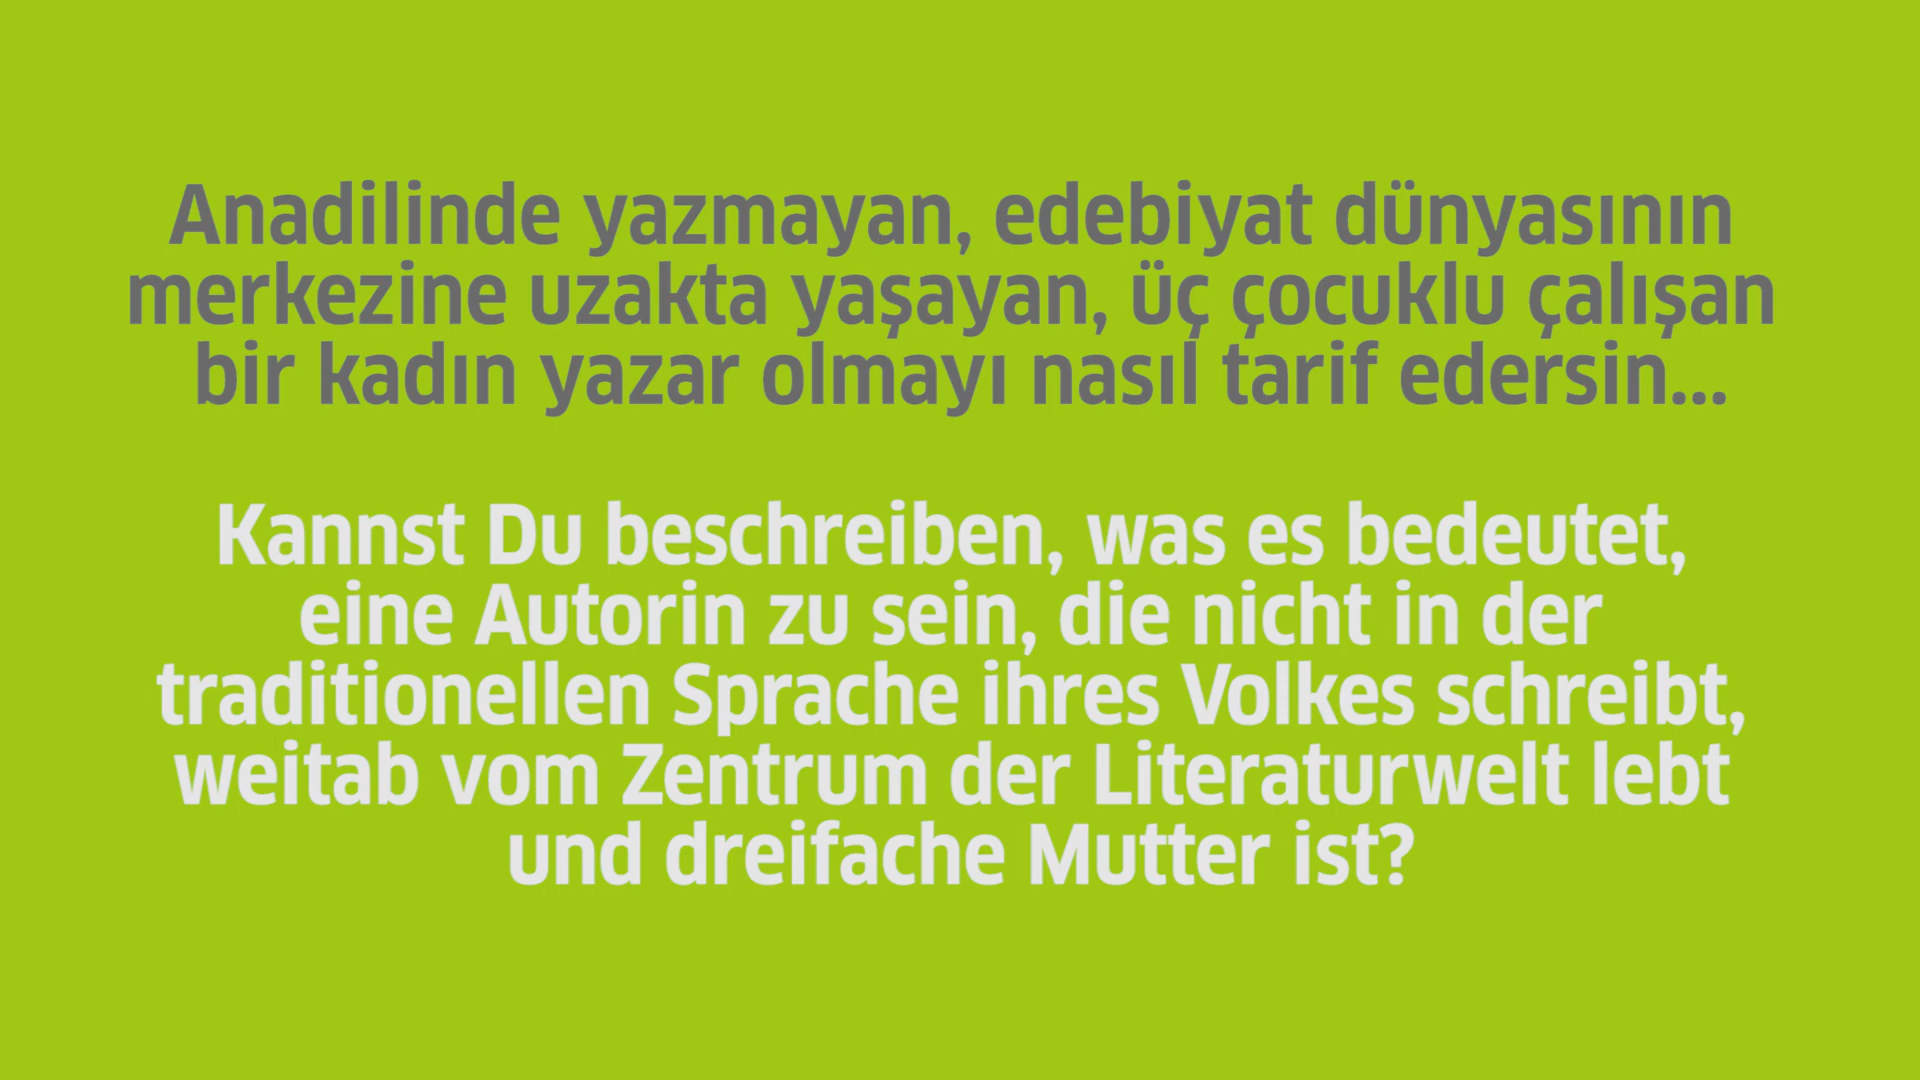 Anadilinde yazmayan, edebiyat dünyasının
merkezine uzakta yaşayan, üç çocuklu çalışan
bir kadın yazar olmayı nasıl tarif edersin...
Kannst Du beschreiben, was es bedeutet,
eine Autorin zu sein, die nicht in der
traditionellen Sprache ihres Volkes schreibt,
weitab vom Zentrum der Literaturwelt lebt
und dreifache Mutter ist?